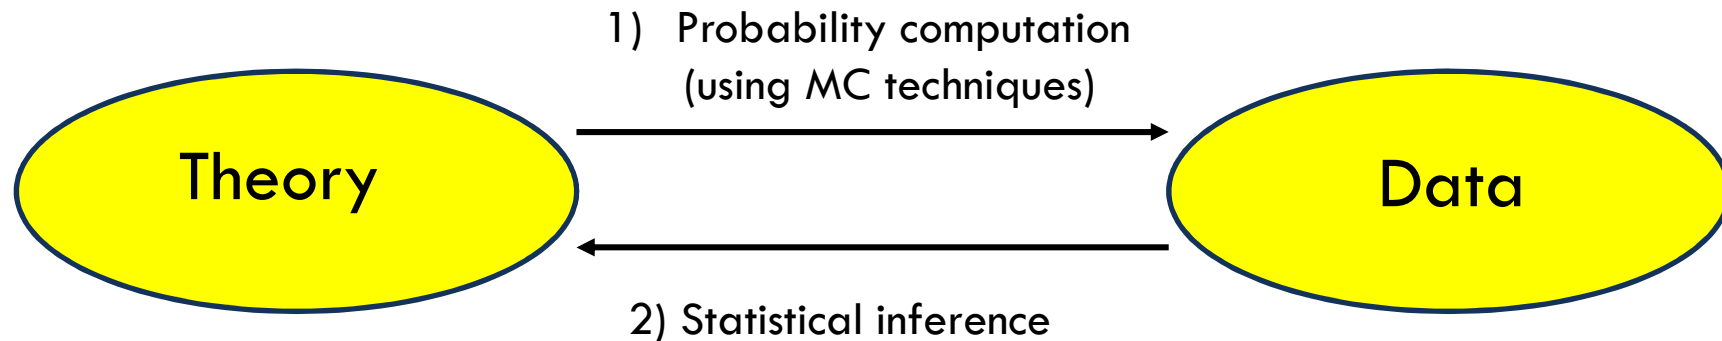 1) Probability computation
(using MC techniques)
Theory
Data
2) Statistical inference